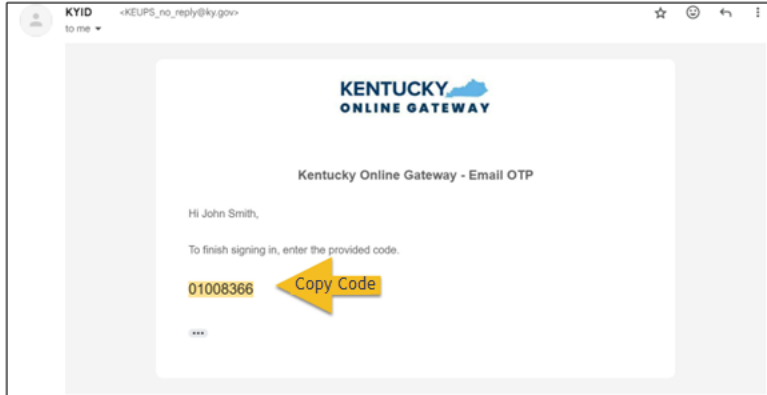 KYID <KEUPS_no_reply@ky.gov>
to me
KENTUCKY
ONLINE GATEWAY
Kentucky Online Gateway - Email OTP
Hi John Smith,
To finish signing in, enter the provided code.
01008366
Copy Code